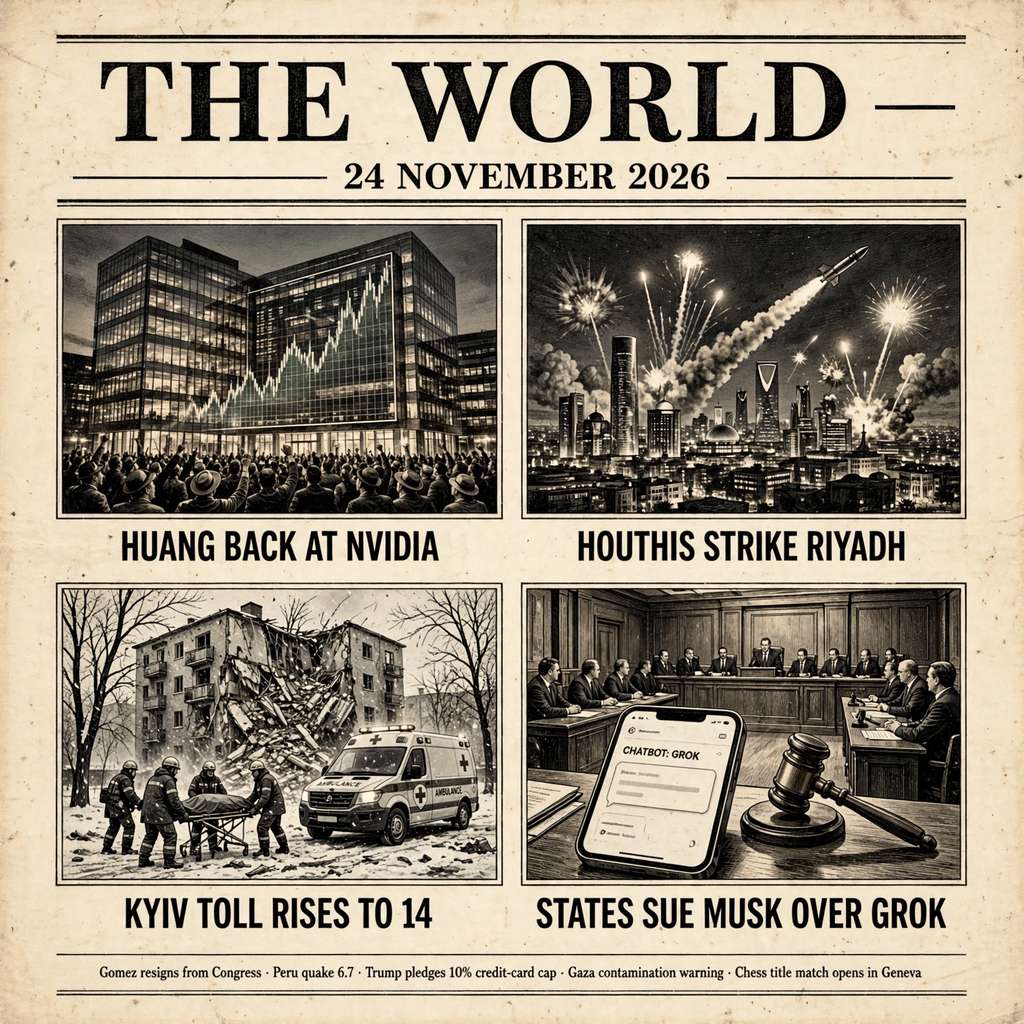 THE WORLD
24 NOVEMBER 2026
HUANG BACK AT NVIDIA
HOUTHIS STRIKE RIYADH
AMBULANCE
AMBULANCE
CHATBOT: GROK
KYIV TOLL RISES TO 14
STATES SUE MUSK OVER GROK
Gomez resigns from Congress · Peru quake 6.7 · Trump pledges 10% credit-card cap · Gaza contamination warning · Chess title match opens in Geneva